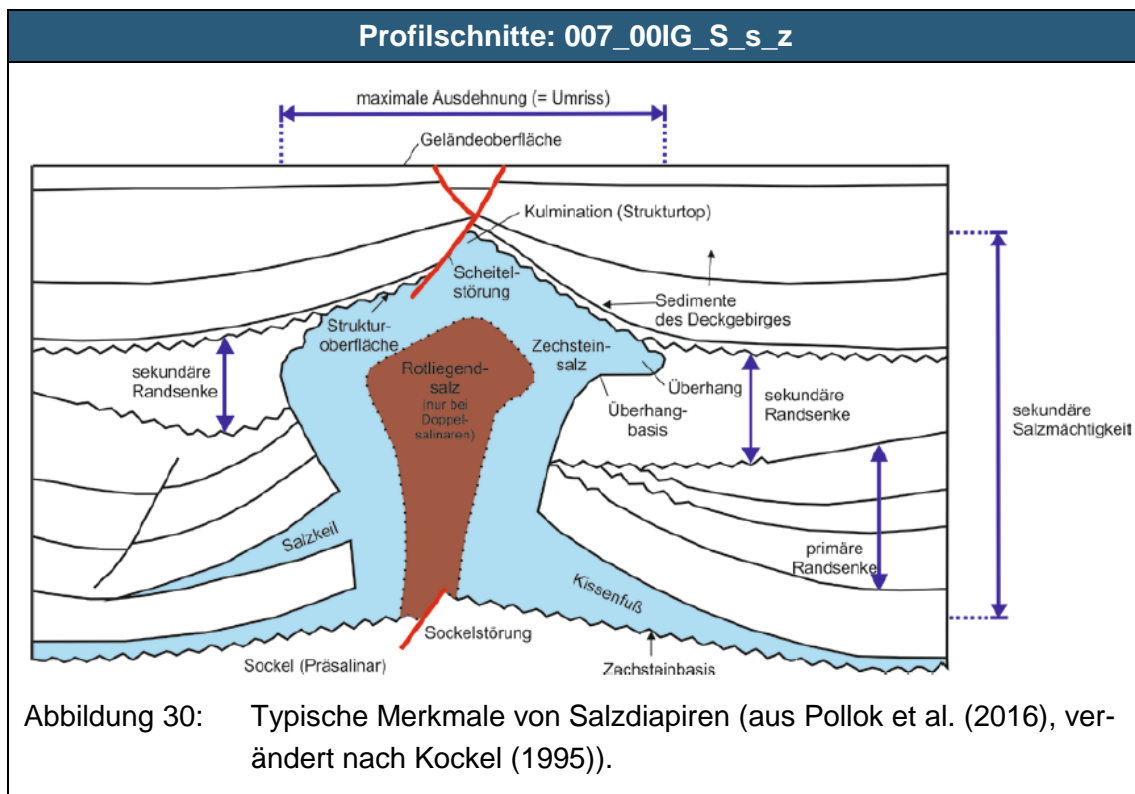 Profilschnitte: 007_00IG_S_s_z
maximale Ausdehnung (= Umriss)
Geländeoberfläche
Kulmination (Strukturtop)
Scheitel-
störung
Sedimente
des Deckgebirges
Struktur-
oberfläche
Zechstein-
salz
sekundäre
Randsenke
Rotliegend-
salz
(nur bei
Doppel-
salinaren)
Überhang
Überhang-
basis
sekundäre
Randsenke
sekundäre
Salzmächtigkeit
Salzkeil
primäre
Randsenke
Kissenfuß
Sockelstörung
Sockel (Präsalinar)
Zechsteinbasis
Abbildung 30: Typische Merkmale von Salzdiapiren (aus Pollok et al. (2016), ver-
ändert nach Kockel (1995)).